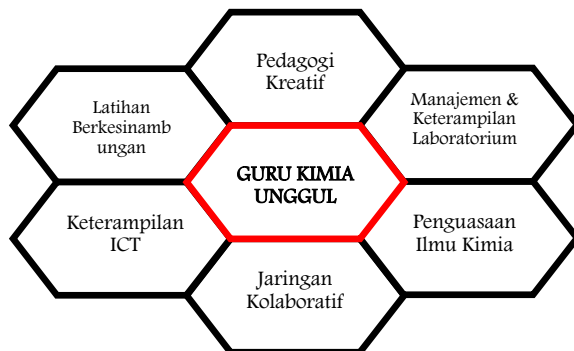 Pedagogi
Kreatif
Latihan
Berkesinamb
ungan
Manajemen &
Keterampilan
Laboratorium
GURU KIMIA
UNGGUL
Keterampilan
ICT
Penguasaan
Ilmu Kimia
Jaringan
Kolaboratif